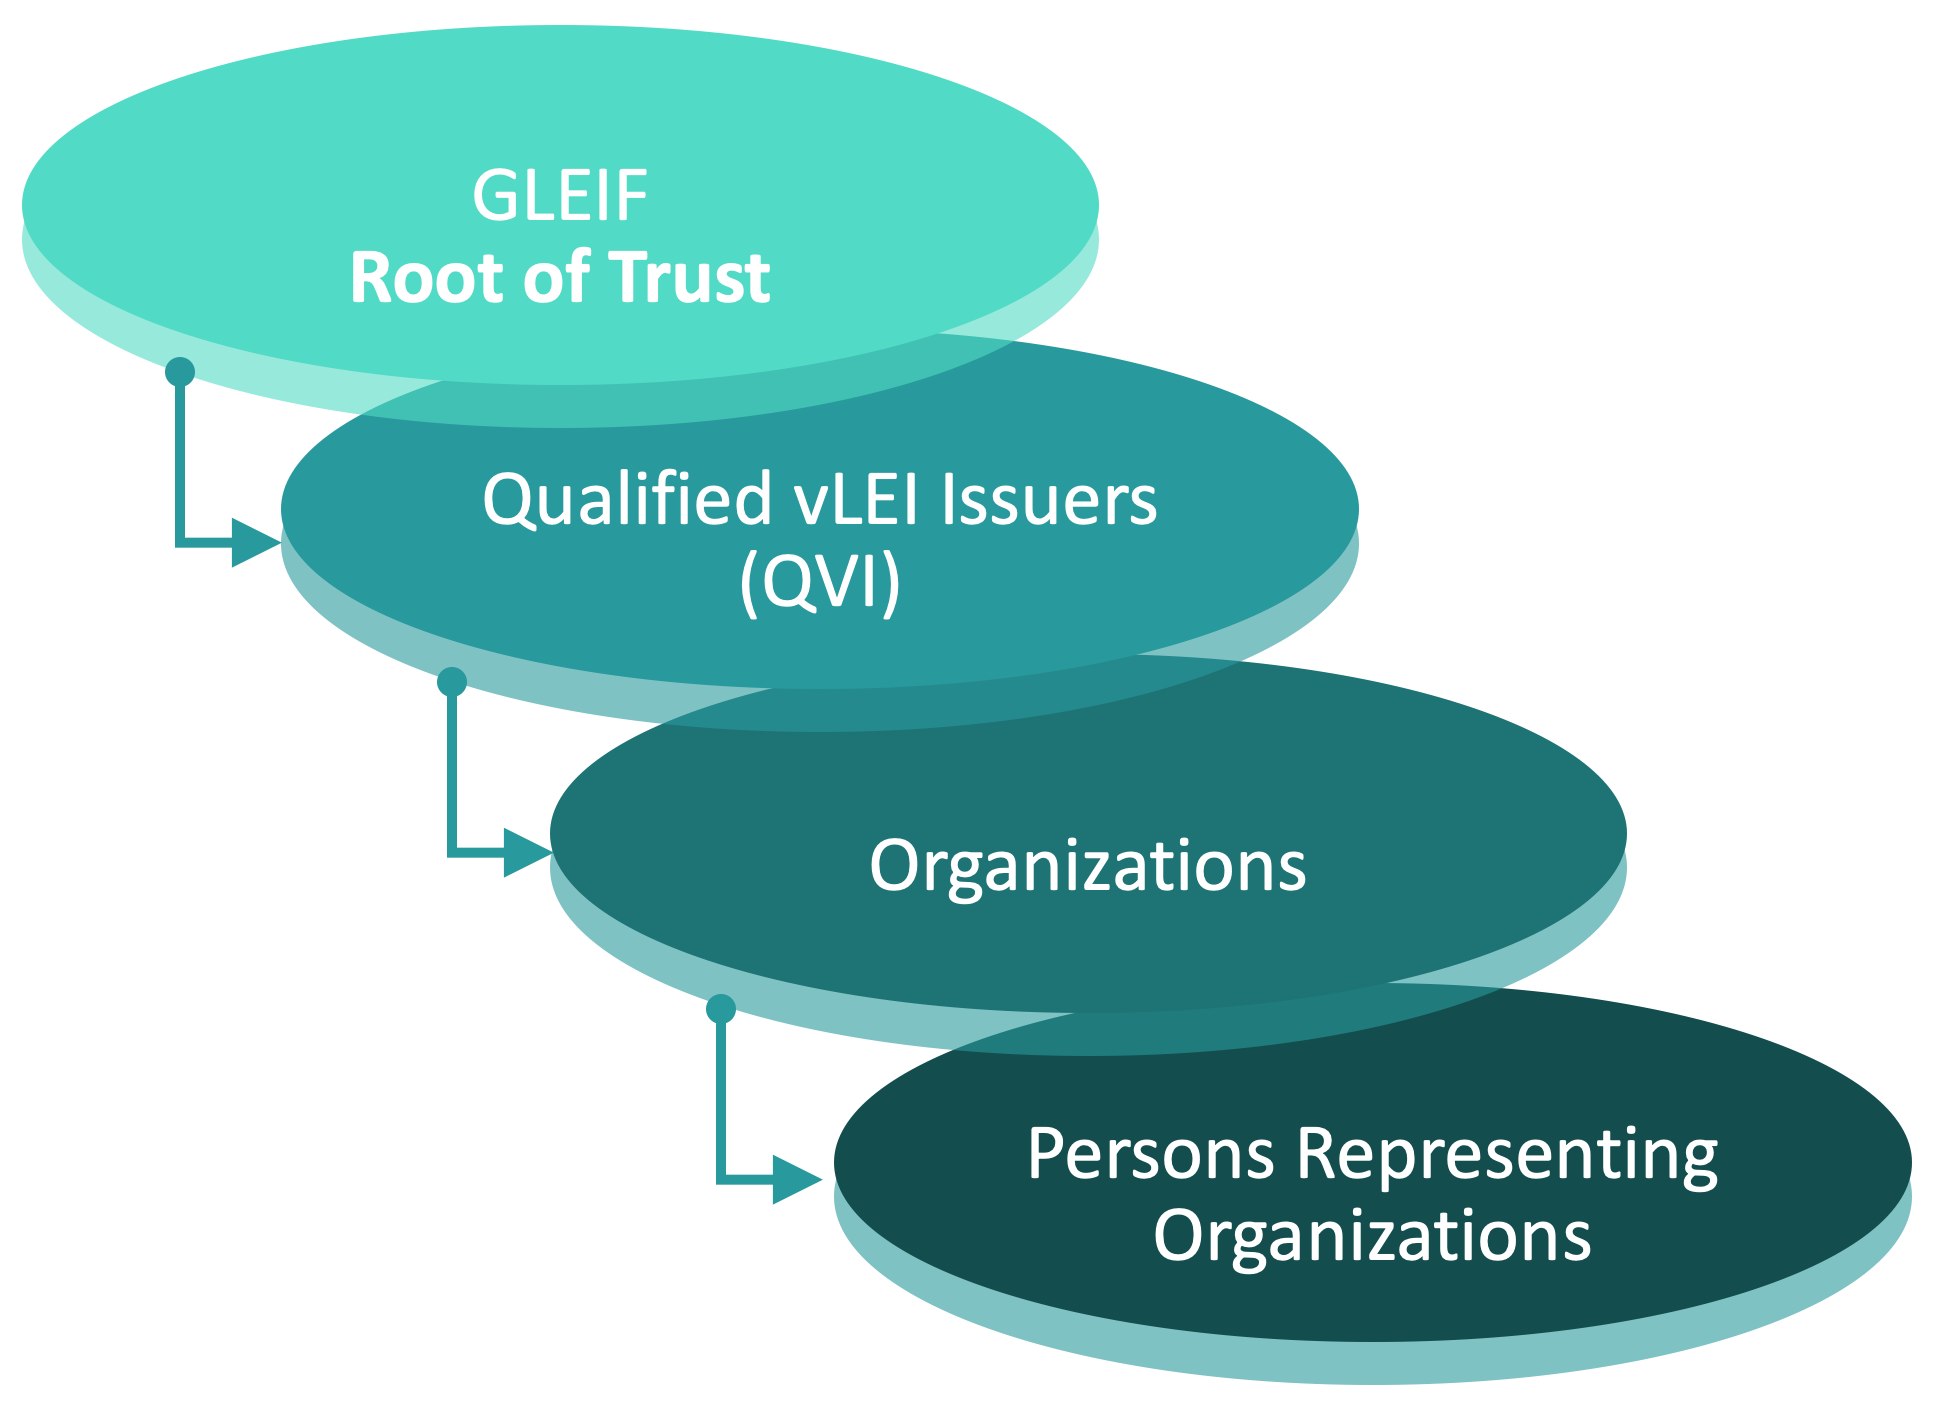 GLEIF
Root of Trust
Qualified vLEI Issuers
(QVI)
Organizations
Persons Representing
Organizations